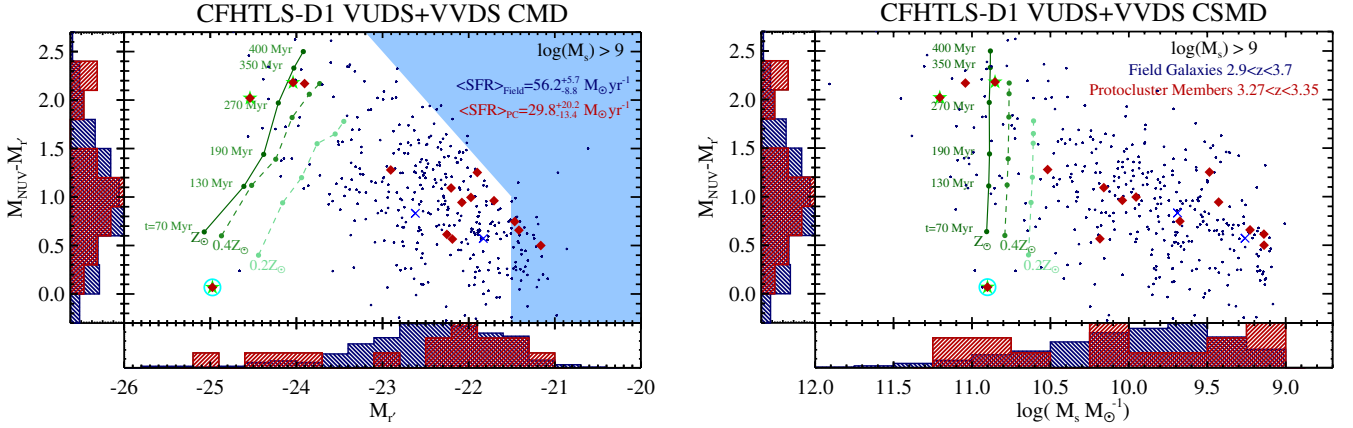 CFHTLS-D1 VUDS+VVDS CMD
log(Mₛ) > 9
<SFR>Field=56.2+5.7-8.8 M☉yr-1
<SFR>PC=29.8+20.2-13.4 M☉yr-1
400 Myr
350 Myr
270 Myr
190 Myr
130 Myr
t=70 Myr
Z☉
0.4Z☉
0.2Z☉
2.5
2.0
1.5
1.0
0.5
0.0
MNUV-Mr'
-26 -25 -24 -23 -22 -21 -20
Mr'
CFHTLS-D1 VUDS+VVDS CSMD
log(Mₛ) > 9
Field Galaxies 2.9<z<3.7
Protocluster Members 3.27<z<3.35
400 Myr
350 Myr
270 Myr
190 Myr
130 Myr
t=70 Myr
Z☉
0.4Z☉
0.2Z☉
2.5
2.0
1.5
1.0
0.5
0.0
MNUV-Mr'
12.0 11.5 11.0 10.5 10.0 9.5 9.0
log( Mₛ M☉-1)